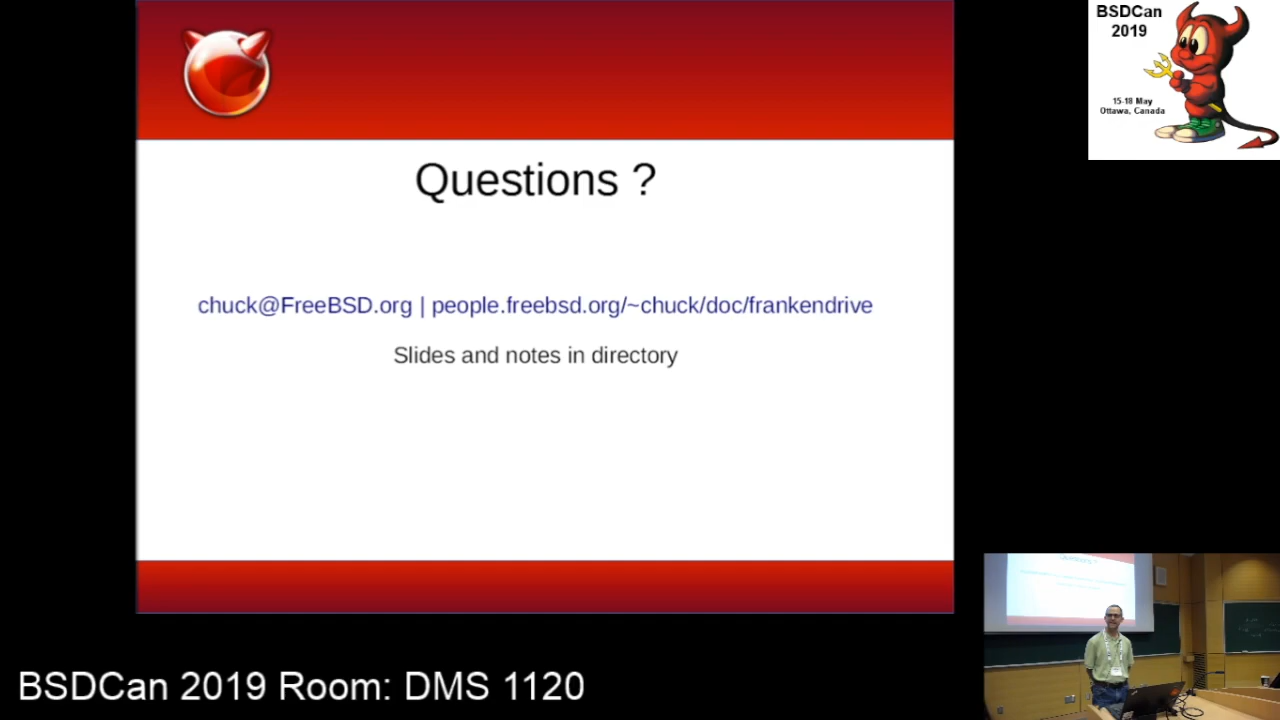 BSDCan
2019
15-18 May
Ottawa, Canada
Questions ?
chuck@FreeBSD.org | people.freebsd.org/~chuck/doc/frankendrive
Slides and notes in directory
Questions ?
BSDCan 2019 Room: DMS 1120